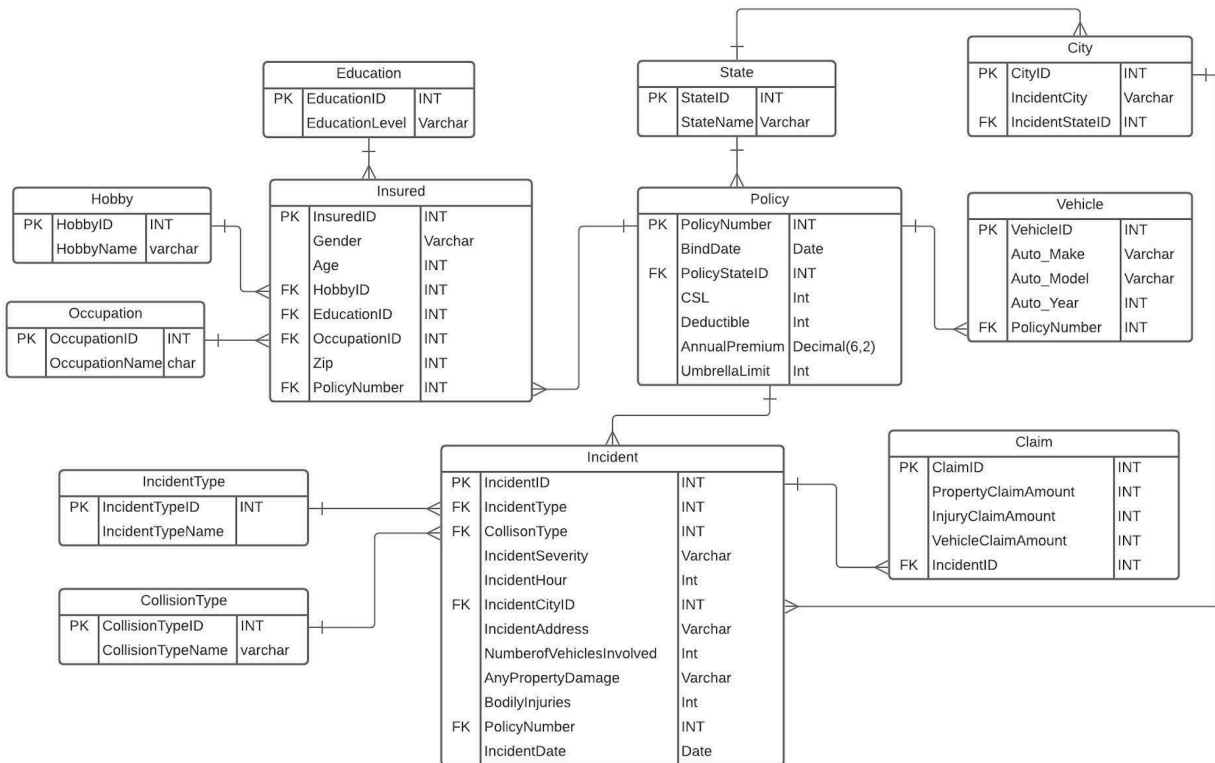 City
PK CityID INT
IncidentCity Varchar
FK IncidentStateID INT
Education
PK EducationID INT
EducationLevel Varchar
State
PK StateID INT
StateName Varchar
Hobby
PK HobbyID INT
HobbyName varchar
Insured
PK InsuredID INT
Gender Varchar
Age INT
FK HobbyID INT
FK EducationID INT
FK OccupationID INT
Zip INT
FK PolicyNumber INT
Policy
PK PolicyNumber INT
BindDate Date
FK PolicyStateID INT
CSL Int
Deductible Int
AnnualPremium Decimal(6,2)
UmbrellaLimit Int
Vehicle
PK VehicleID INT
Auto_Make Varchar
Auto_Model Varchar
Auto_Year INT
FK PolicyNumber INT
Occupation
PK OccupationID INT
OccupationName char
Incident
PK IncidentID INT
FK IncidentType INT
FK CollisonType INT
IncidentSeverity Varchar
IncidentHour Int
FK IncidentCityID INT
IncidentAddress Varchar
NumberofVehiclesInvolved Int
AnyPropertyDamage Varchar
BodilyInjuries Int
FK PolicyNumber INT
IncidentDate Date
Claim
PK ClaimID INT
PropertyClaimAmount INT
InjuryClaimAmount INT
VehicleClaimAmount INT
FK IncidentID INT
IncidentType
PK IncidentTypeID INT
IncidentTypeName
CollisionType
PK CollisionTypeID INT
CollisionTypeName varchar